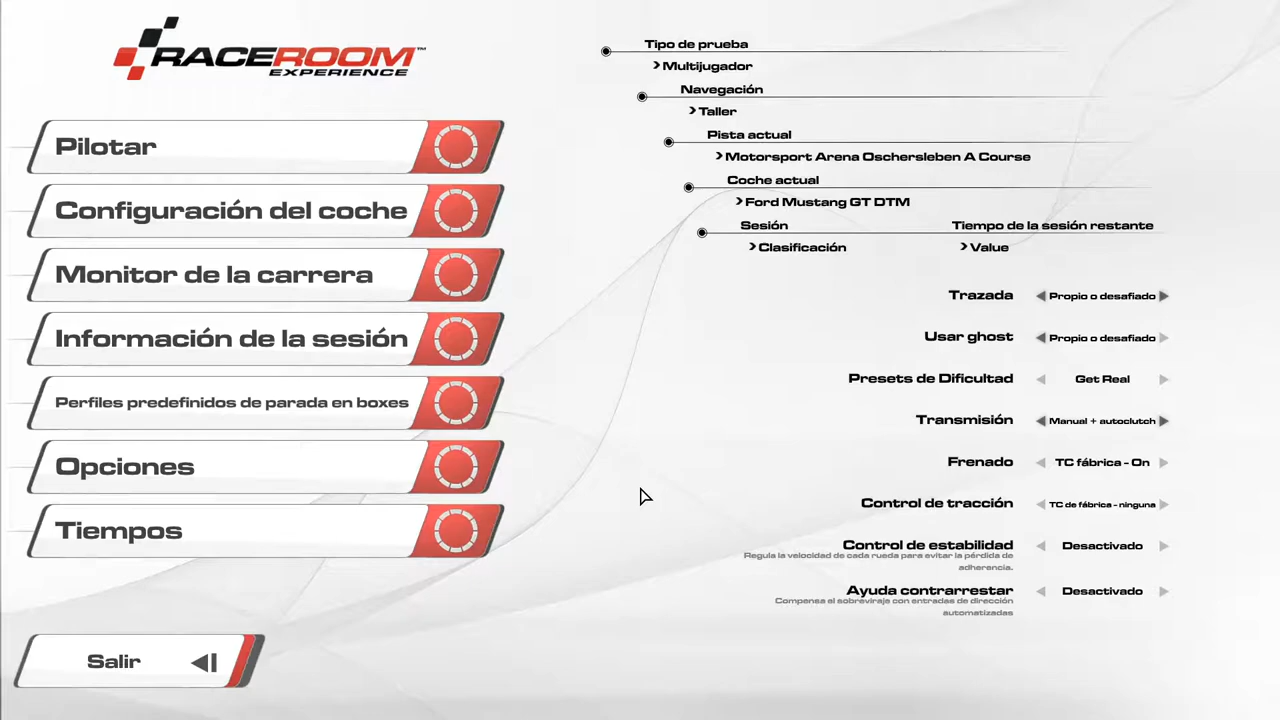 RACEROOM™
EXPERIENCE
Pilotar
Configuración del coche
Monitor de la carrera
Información de la sesión
Perfiles predefinidos de parada en boxes
Opciones
Tiempos
Salir
Tipo de prueba
Multijugador
Navegación
Taller
Pista actual
Motorsport Arena Oschersleben A Course
Coche actual
Ford Mustang GT DTM
Sesión Tiempo de la sesión restante
Clasificación Value
Trazada Propio o desafiado
Usar ghost Propio o desafiado
Presets de Dificultad Get Real
Transmisión Manual + autoclutch
Frenado TC fábrica - On
Control de tracción TC de fábrica - ninguna
Control de estabilidad Desactivado
Regula la velocidad de cada rueda para evitar la pérdida de
adherencia.
Ayuda contrarrestar Desactivado
Compensa el sobreviraje con entradas de dirección
automatizadas